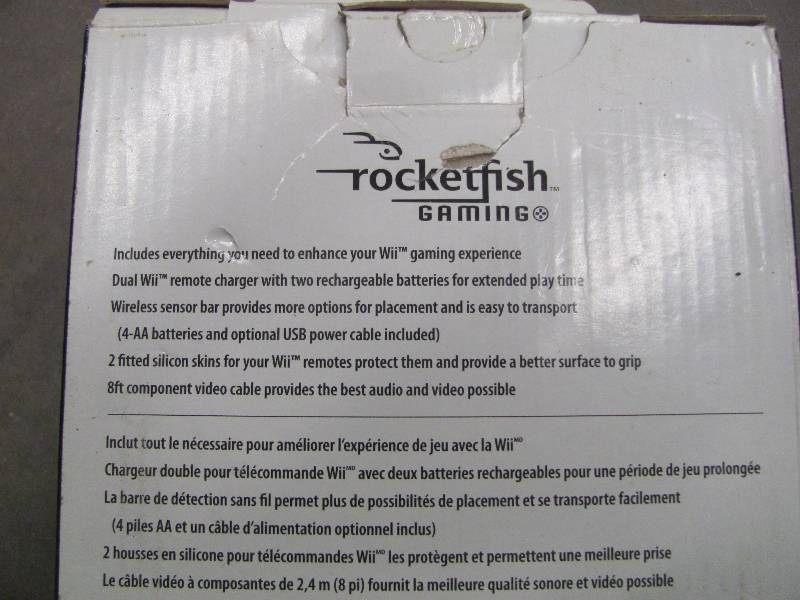 rocketfish™
GAMING
Includes everything you need to enhance your Wii™ gaming experience
Dual Wii™ remote charger with two rechargeable batteries for extended play time
Wireless sensor bar provides more options for placement and is easy to transport
(4-AA batteries and optional USB power cable included)
2 fitted silicon skins for your Wii™ remotes protect them and provide a better surface to grip
8ft component video cable provides the best audio and video possible
Inclut tout le nécessaire pour améliorer l'expérience de jeu avec la Wii ᴹᴰ
Chargeur double pour télécommande Wii ᴹᴰ avec deux batteries rechargeables pour une période de jeu prolongée
La barre de détection sans fil permet plus de possibilités de placement et se transporte facilement
(4 piles AA et un câble d'alimentation optionnel inclus)
2 housses en silicone pour télécommandes Wii ᴹᴰ les protègent et permettent une meilleure prise
Le câble vidéo à composantes de 2,4 m (8 pi) fournit la meilleure qualité sonore et vidéo possible